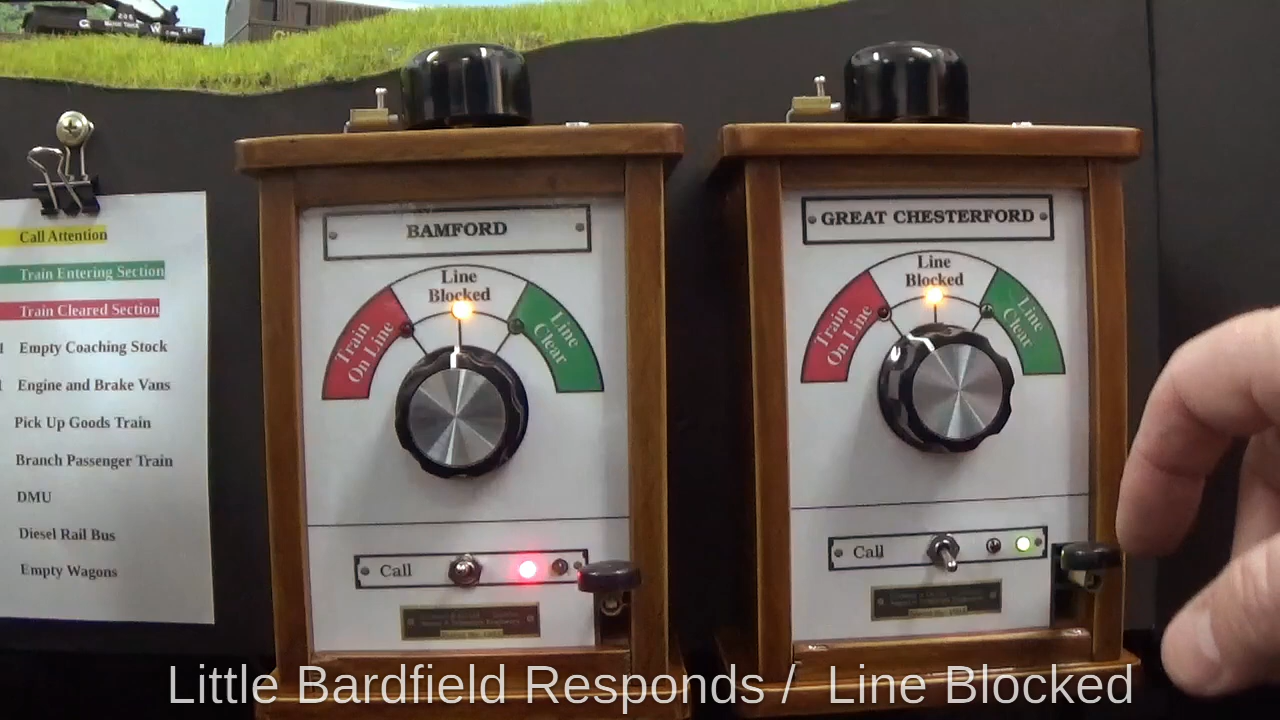 Call Attention
Train Entering Section
Train Cleared Section
Empty Coaching Stock
Engine and Brake Vans
Pick Up Goods Train
Branch Passenger Train
DMU
Diesel Rail Bus
Empty Wagons
BAMFORD
Line
Blocked
Train
On Line
Line
Clear
Call
GREAT CHESTERFORD
Line
Blocked
Train
On Line
Line
Clear
Call
Little Bardfield Responds / Line Blocked